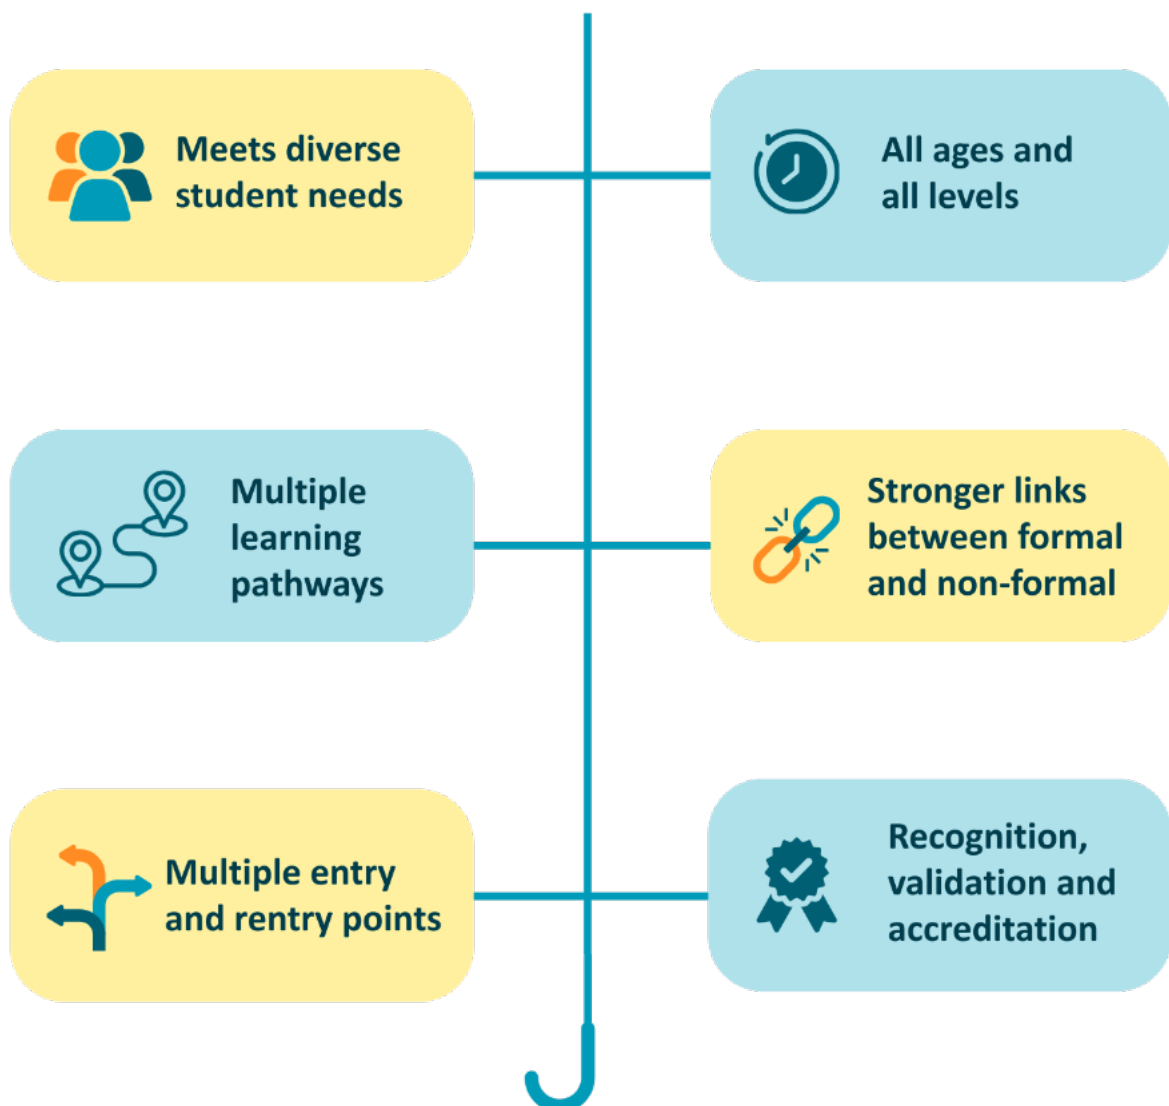 Meets diverse
student needs
All ages and
all levels
Multiple
learning
pathways
Stronger links
between formal
and non-formal
Multiple entry
and rentry points
Recognition,
validation and
accreditation